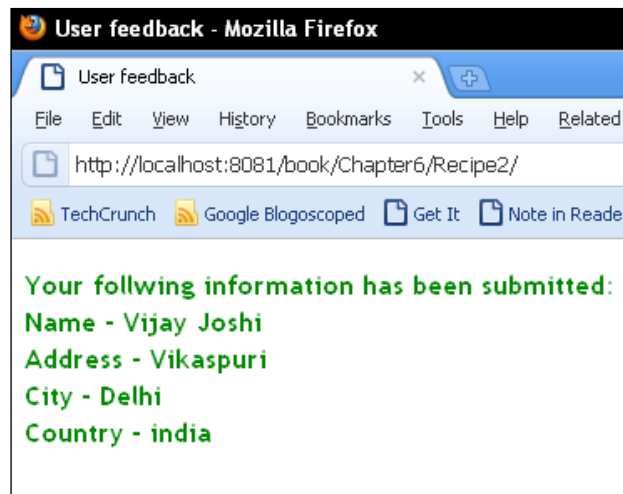 User feedback - Mozilla Firefox
User feedback
File Edit View History Bookmarks Tools Help Related
http://localhost:8081/book/Chapter6/Recipe2/
TechCrunch Google Blogoscoped Get It Note in Reade
Your follwing information has been submitted:
Name - Vijay Joshi
Address - Vikaspuri
City - Delhi
Country - india